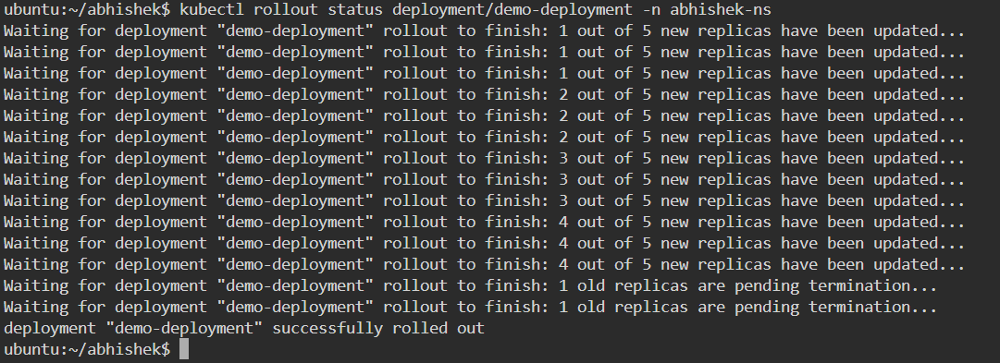 ubuntu:~/abhishek$ kubectl rollout status deployment/demo-deployment -n abhishek-ns
Waiting for deployment "demo-deployment" rollout to finish: 1 out of 5 new replicas have been updated...
Waiting for deployment "demo-deployment" rollout to finish: 1 out of 5 new replicas have been updated...
Waiting for deployment "demo-deployment" rollout to finish: 1 out of 5 new replicas have been updated...
Waiting for deployment "demo-deployment" rollout to finish: 2 out of 5 new replicas have been updated...
Waiting for deployment "demo-deployment" rollout to finish: 2 out of 5 new replicas have been updated...
Waiting for deployment "demo-deployment" rollout to finish: 2 out of 5 new replicas have been updated...
Waiting for deployment "demo-deployment" rollout to finish: 3 out of 5 new replicas have been updated...
Waiting for deployment "demo-deployment" rollout to finish: 3 out of 5 new replicas have been updated...
Waiting for deployment "demo-deployment" rollout to finish: 3 out of 5 new replicas have been updated...
Waiting for deployment "demo-deployment" rollout to finish: 4 out of 5 new replicas have been updated...
Waiting for deployment "demo-deployment" rollout to finish: 4 out of 5 new replicas have been updated...
Waiting for deployment "demo-deployment" rollout to finish: 4 out of 5 new replicas have been updated...
Waiting for deployment "demo-deployment" rollout to finish: 1 old replicas are pending termination...
Waiting for deployment "demo-deployment" rollout to finish: 1 old replicas are pending termination...
deployment "demo-deployment" successfully rolled out
ubuntu:~/abhishek$